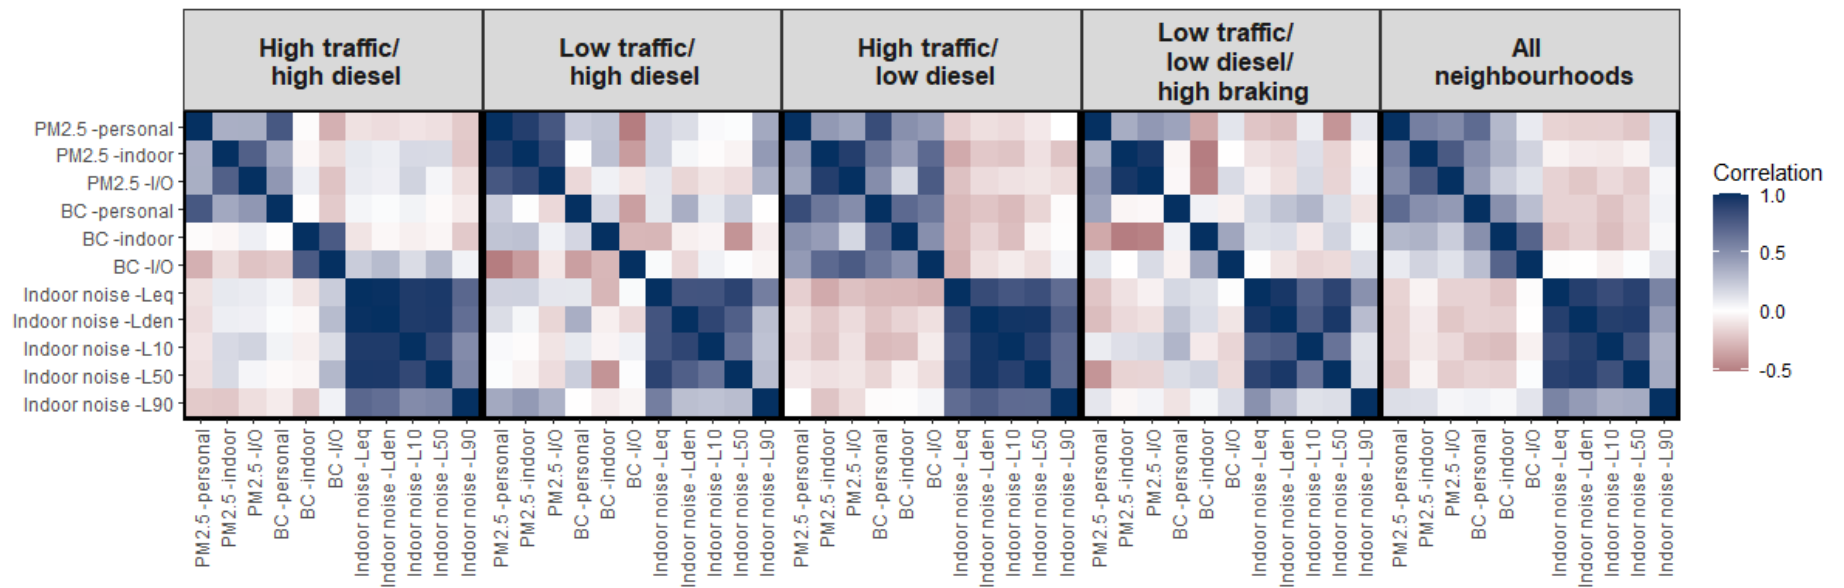 High traffic/
high diesel
Low traffic/
high diesel
High traffic/
low diesel
Low traffic/
low diesel/
high braking
All
neighbourhoods
PM2.5 -personal
PM2.5 -indoor
PM2.5 -I/O
BC -personal
BC -indoor
BC -I/O
Indoor noise -Leq
Indoor noise -Lden
Indoor noise -L10
Indoor noise -L50
Indoor noise -L90
PM2.5 -personal
PM2.5 -indoor
PM2.5 -I/O
BC -personal
BC -indoor
BC -I/O
Indoor noise -Leq
Indoor noise -Lden
Indoor noise -L10
Indoor noise -L50
Indoor noise -L90
PM2.5 -personal
PM2.5 -indoor
PM2.5 -I/O
BC -personal
BC -indoor
BC -I/O
Indoor noise -Leq
Indoor noise -Lden
Indoor noise -L10
Indoor noise -L50
Indoor noise -L90
PM2.5 -personal
PM2.5 -indoor
PM2.5 -I/O
BC -personal
BC -indoor
BC -I/O
Indoor noise -Leq
Indoor noise -Lden
Indoor noise -L10
Indoor noise -L50
Indoor noise -L90
PM2.5 -personal
PM2.5 -indoor
PM2.5 -I/O
BC -personal
BC -indoor
BC -I/O
Indoor noise -Leq
Indoor noise -Lden
Indoor noise -L10
Indoor noise -L50
Indoor noise -L90
PM2.5 -personal
PM2.5 -indoor
PM2.5 -I/O
BC -personal
BC -indoor
BC -I/O
Indoor noise -Leq
Indoor noise -Lden
Indoor noise -L10
Indoor noise -L50
Indoor noise -L90
Correlation
1.0
0.5
0.0
-0.5